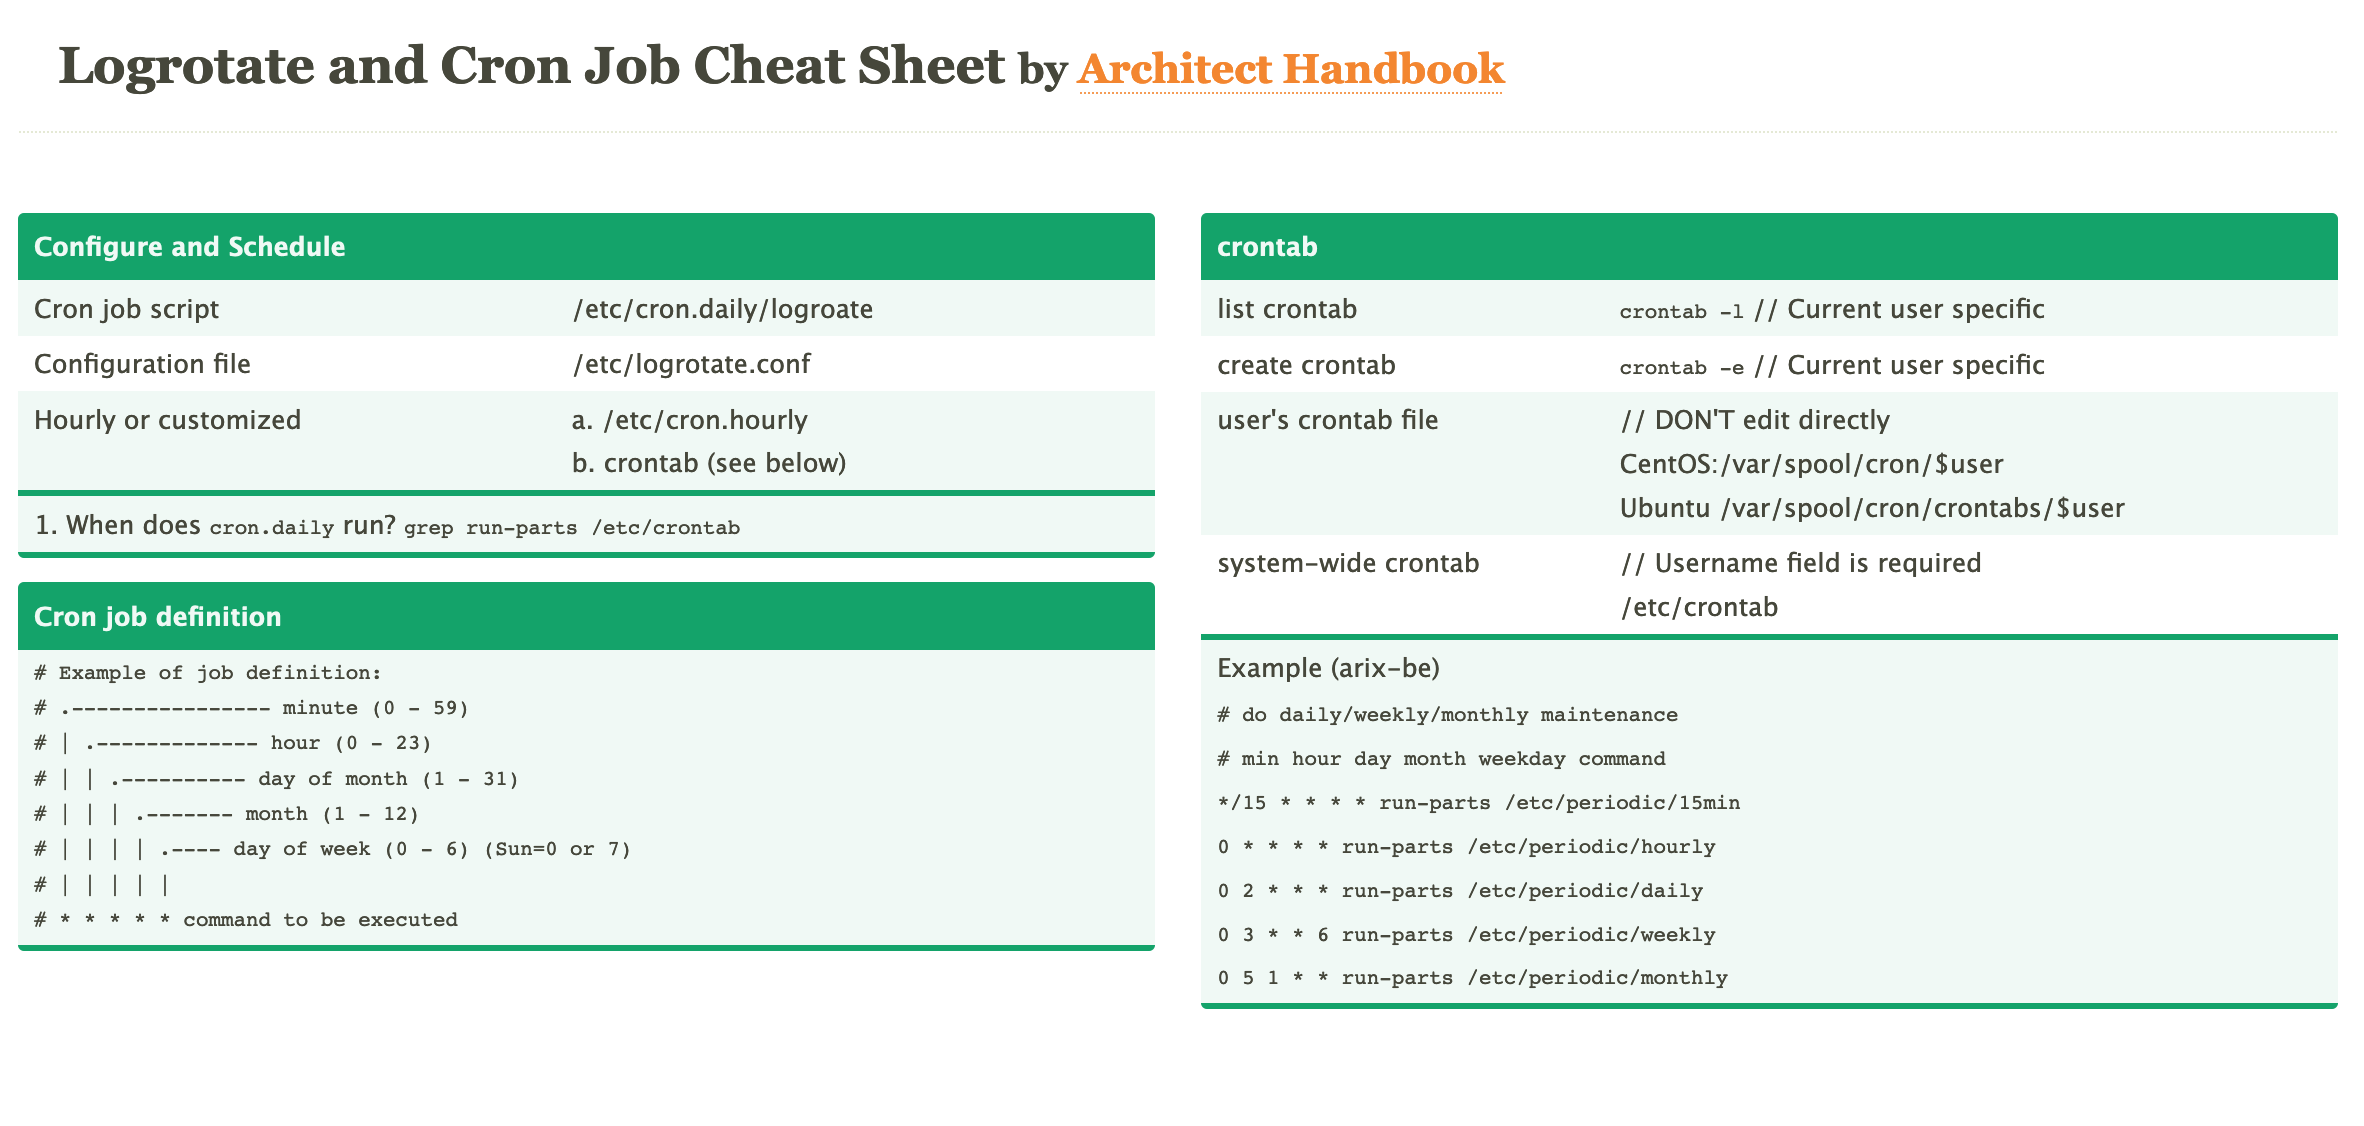 Logrotate and Cron Job Cheat Sheet by Architect Handbook
Configure and Schedule
Cron job script /etc/cron.daily/logroate
Configuration file /etc/logrotate.conf
Hourly or customized a. /etc/cron.hourly
b. crontab (see below)
1. When does cron.daily run? grep run-parts /etc/crontab
Cron job definition
# Example of job definition:
# .---------------- minute (0 - 59)
# | .------------- hour (0 - 23)
# | | .---------- day of month (1 - 31)
# | | | .------- month (1 - 12)
# | | | | .---- day of week (0 - 6) (Sun=0 or 7)
# | | | | |
# * * * * * command to be executed
crontab
list crontab crontab -l // Current user specific
create crontab crontab -e // Current user specific
user's crontab file // DON'T edit directly
CentOS:/var/spool/cron/$user
Ubuntu /var/spool/cron/crontabs/$user
system-wide crontab // Username field is required
/etc/crontab
Example (arix-be)
# do daily/weekly/monthly maintenance
# min hour day month weekday command
*/15 * * * * run-parts /etc/periodic/15min
0 * * * * run-parts /etc/periodic/hourly
0 2 * * * run-parts /etc/periodic/daily
0 3 * * 6 run-parts /etc/periodic/weekly
0 5 1 * * run-parts /etc/periodic/monthly